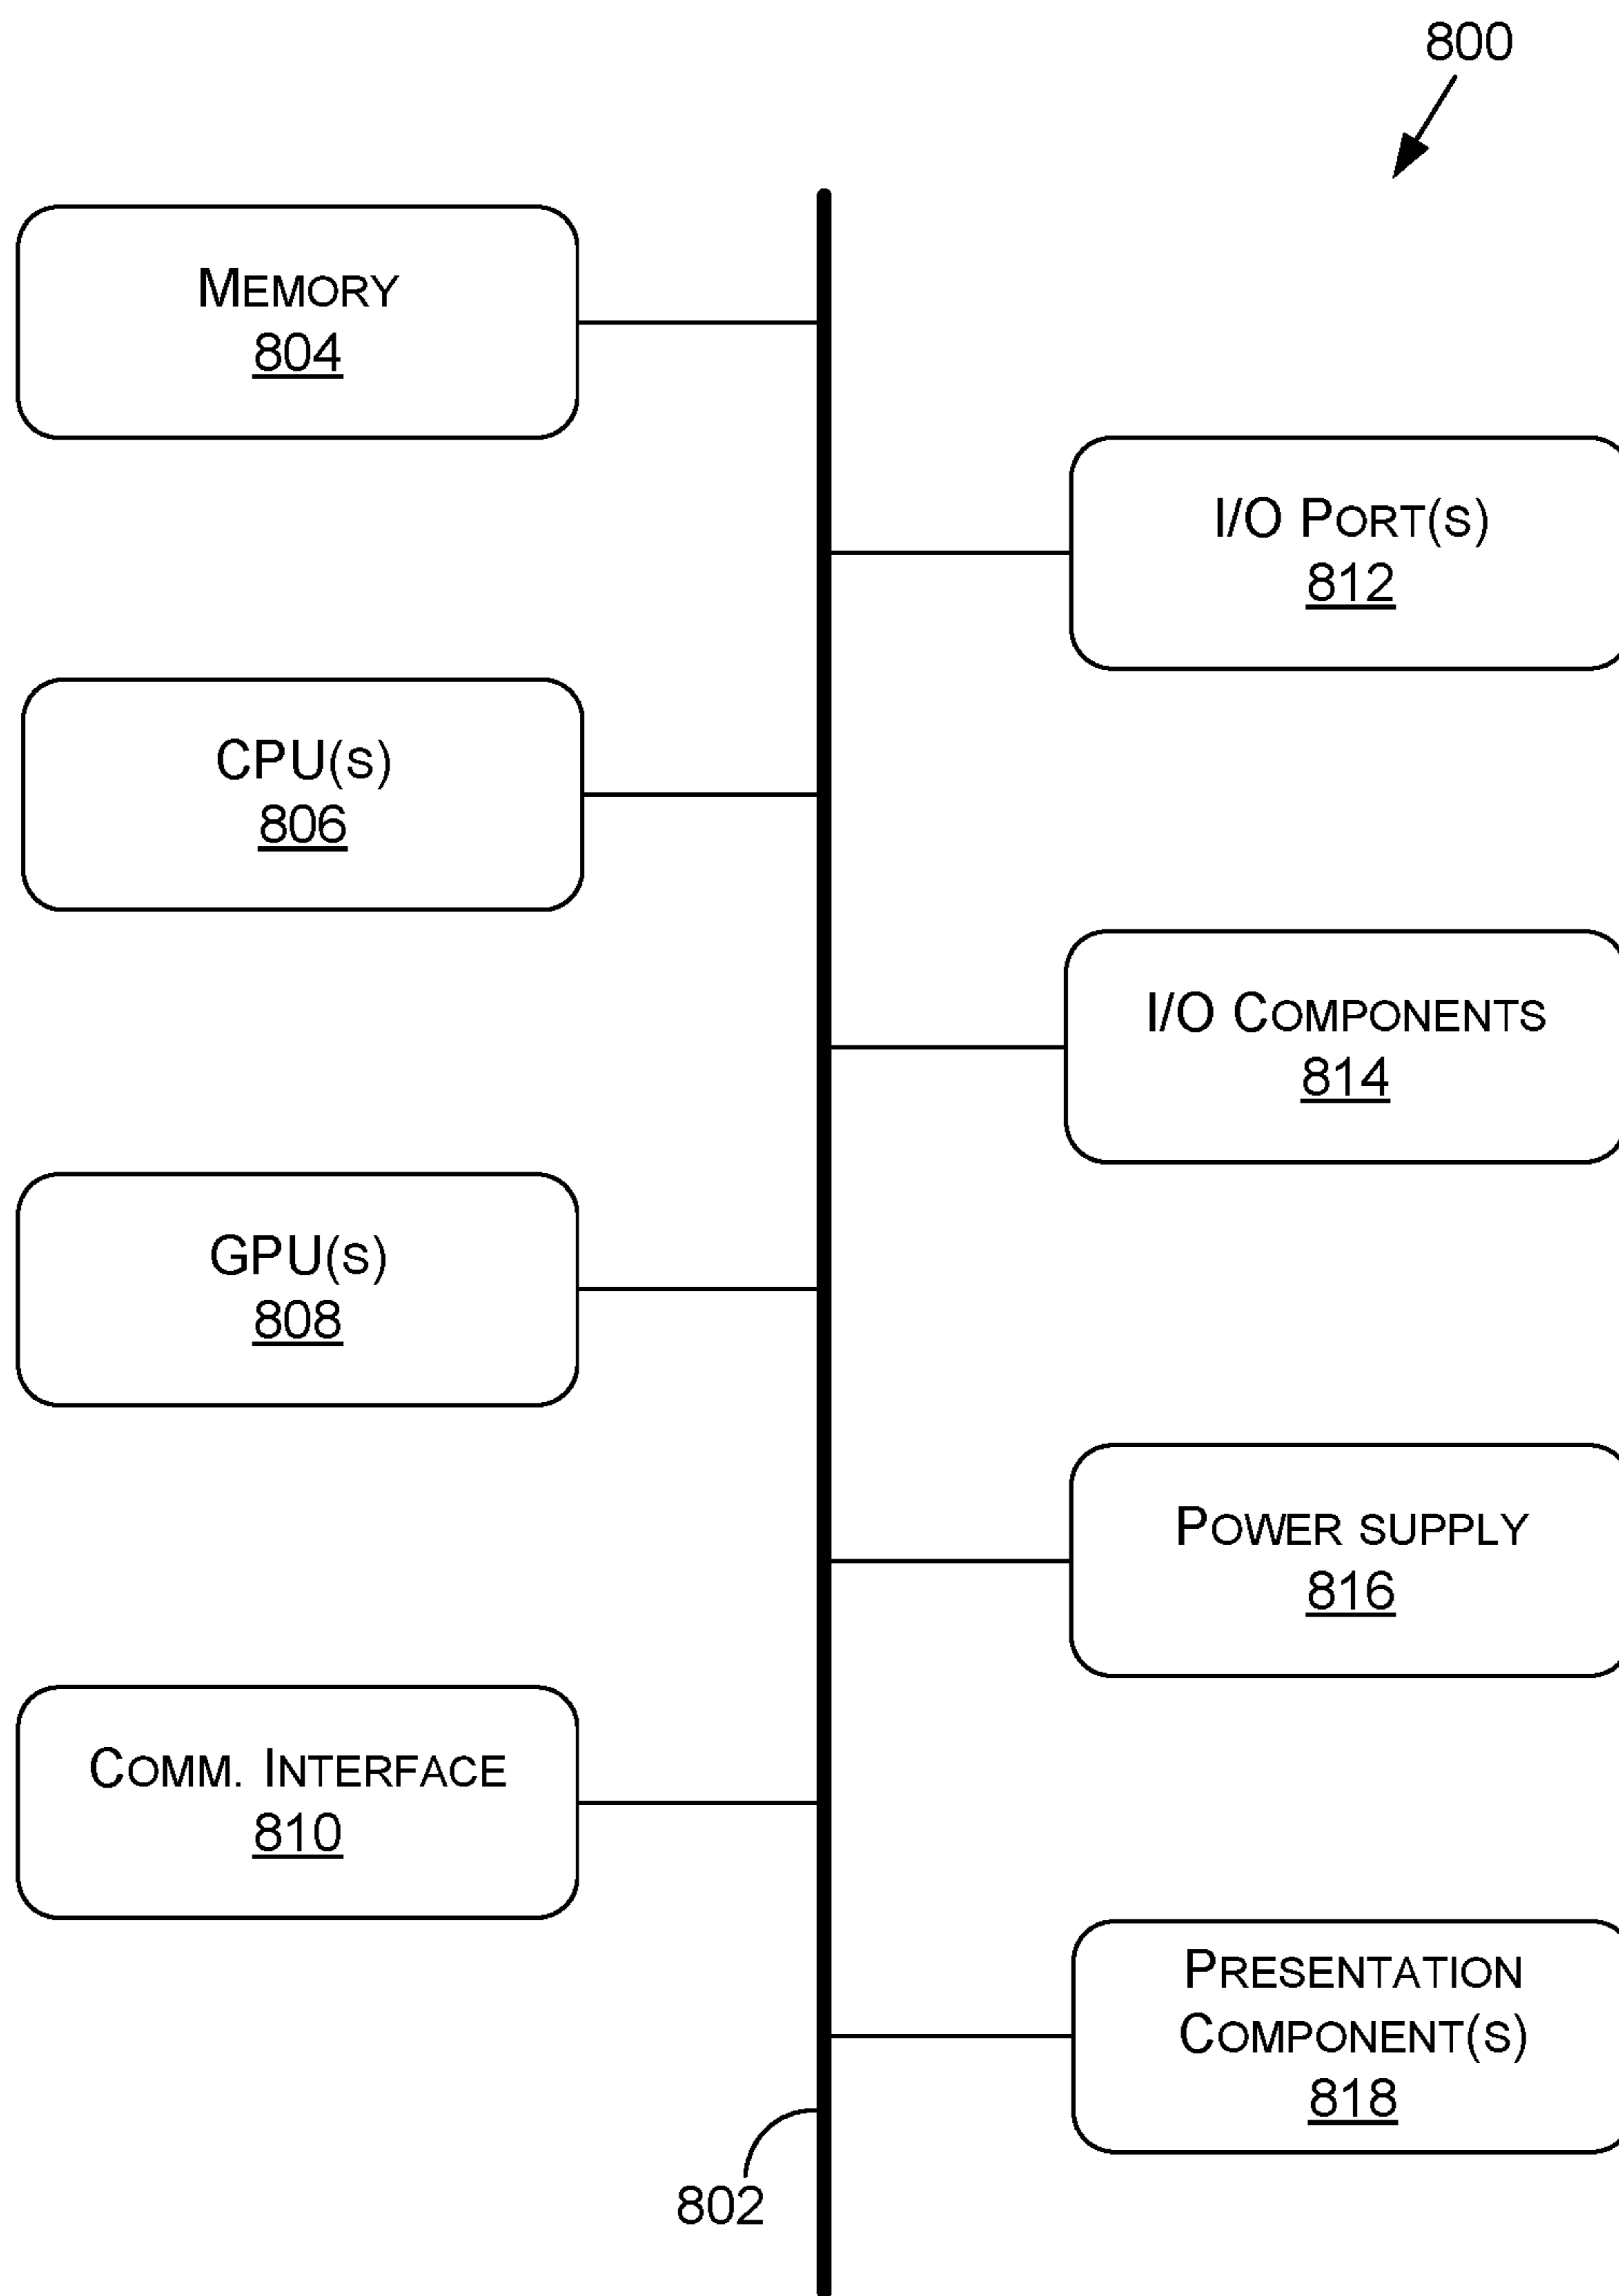 800
MEMORY
804
I/O PORT(S)
812
CPU(S)
806
I/O COMPONENTS
814
GPU(S)
808
POWER SUPPLY
816
COMM. INTERFACE
810
PRESENTATION
COMPONENT(S)
818
802